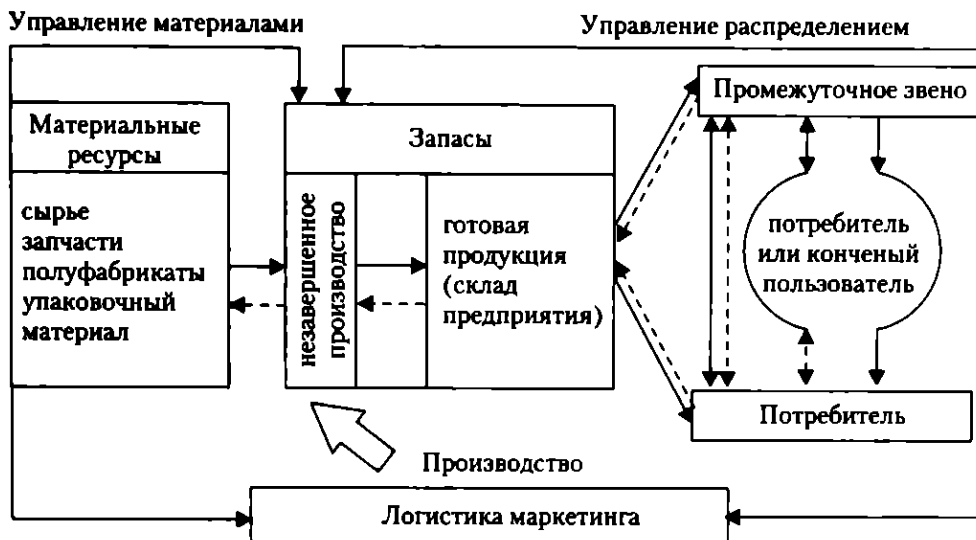 Управление материалами
Управление распределением
Материальные
ресурсы
сырье
запчасти
полуфабрикаты
упаковочный
материал
Запасы
незавершенное
производство
готовая
продукция
(склад
предприятия)
Промежуточное звено
потребитель
или конченый
пользователь
Потребитель
Производство
Логистика маркетинга